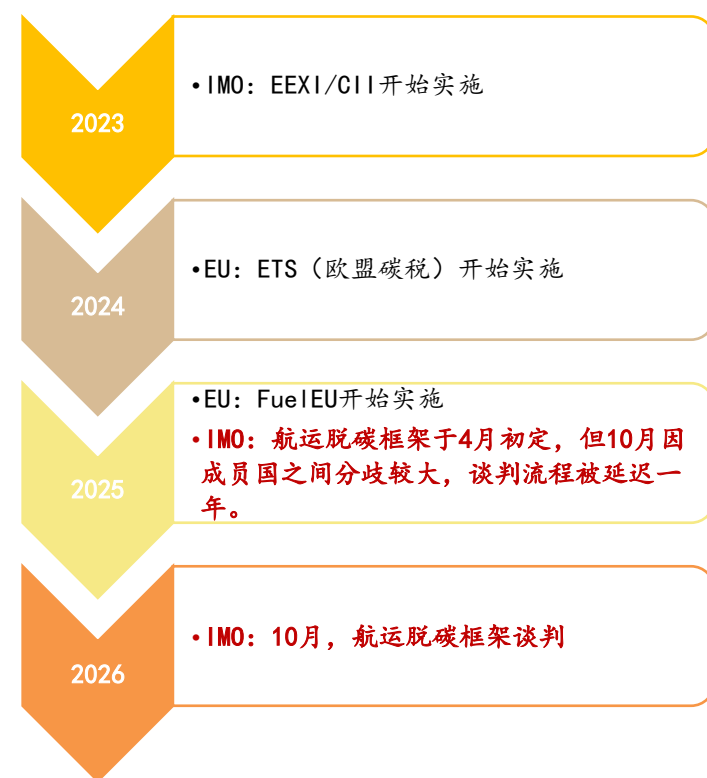 2023
•IMO: EEXI/CII开始实施
2024
•EU: ETS（欧盟碳税）开始实施
2025
•EU: FuelEU开始实施
•IMO: 航运脱碳框架于4月初定，但10月因
成员国之间分歧较大，谈判流程被延迟一
年。
2026
•IMO: 10月，航运脱碳框架谈判